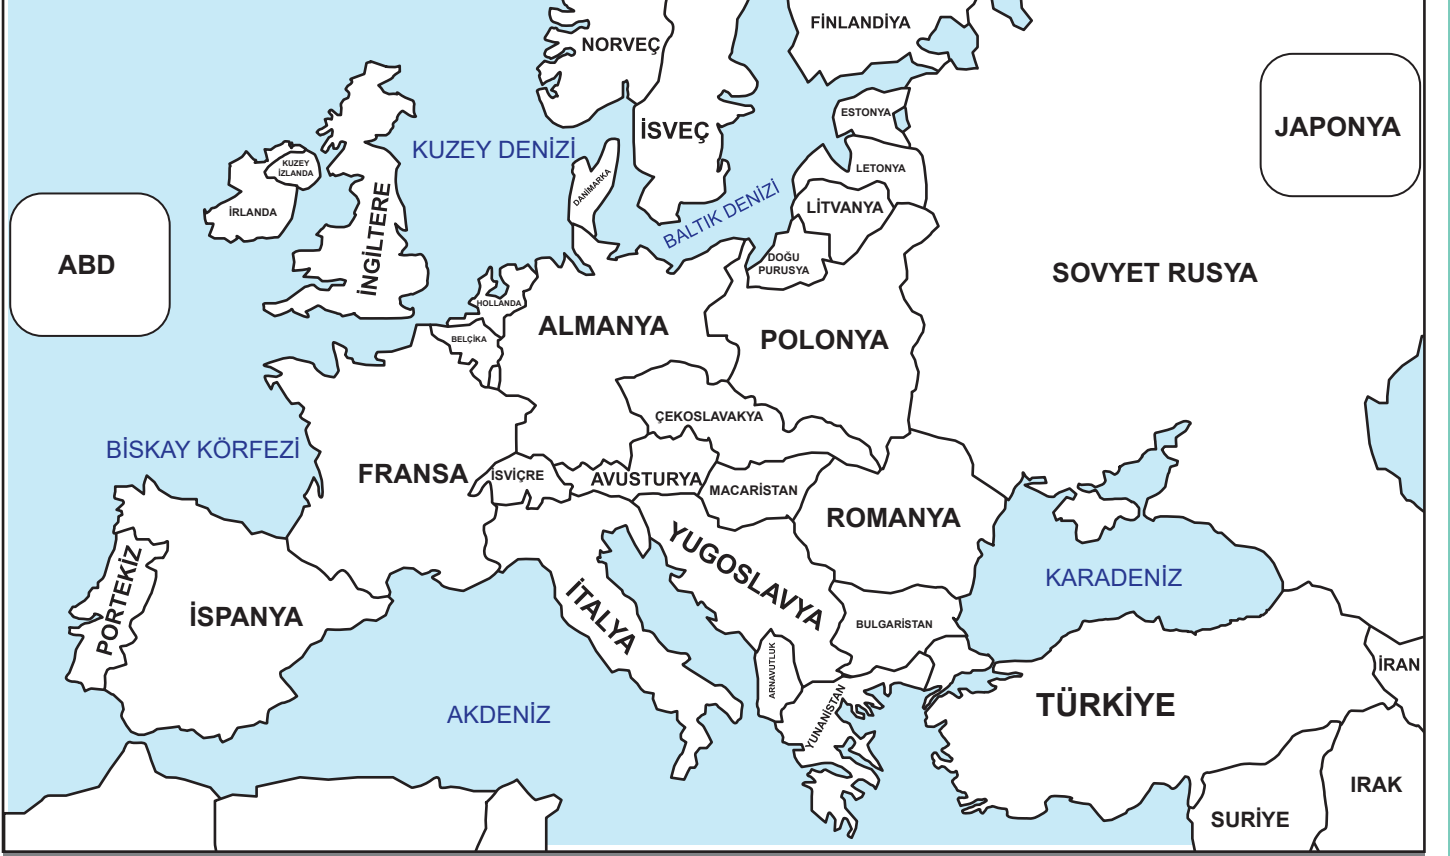 FİNLANDİYA
NORVEÇ
İSVEÇ
ESTONYA
JAPONYA
KUZEY DENİZİ
KUZEY
İZLANDA
LETONYA
DANİMARKA
BALTIK DENİZİ
LİTVANYA
İRLANDA
İNGİLTERE
ABD
DOĞU
PURUSYA
SOVYET RUSYA
HOLLANDA
ALMANYA
BELÇİKA
POLONYA
ÇEKOSLAVAKYA
BİSKAY KÖRFEZİ
FRANSA
İSVİÇRE
AVUSTURYA
MACARİSTAN
ROMANYA
YUGOSLAVYA
KARADENİZ
PORTEKİZ
İSPANYA
İTALYA
BULGARİSTAN
ARNAVUTLUK
İRAN
TÜRKİYE
AKDENİZ
YUNANİSTAN
IRAK
SURİYE